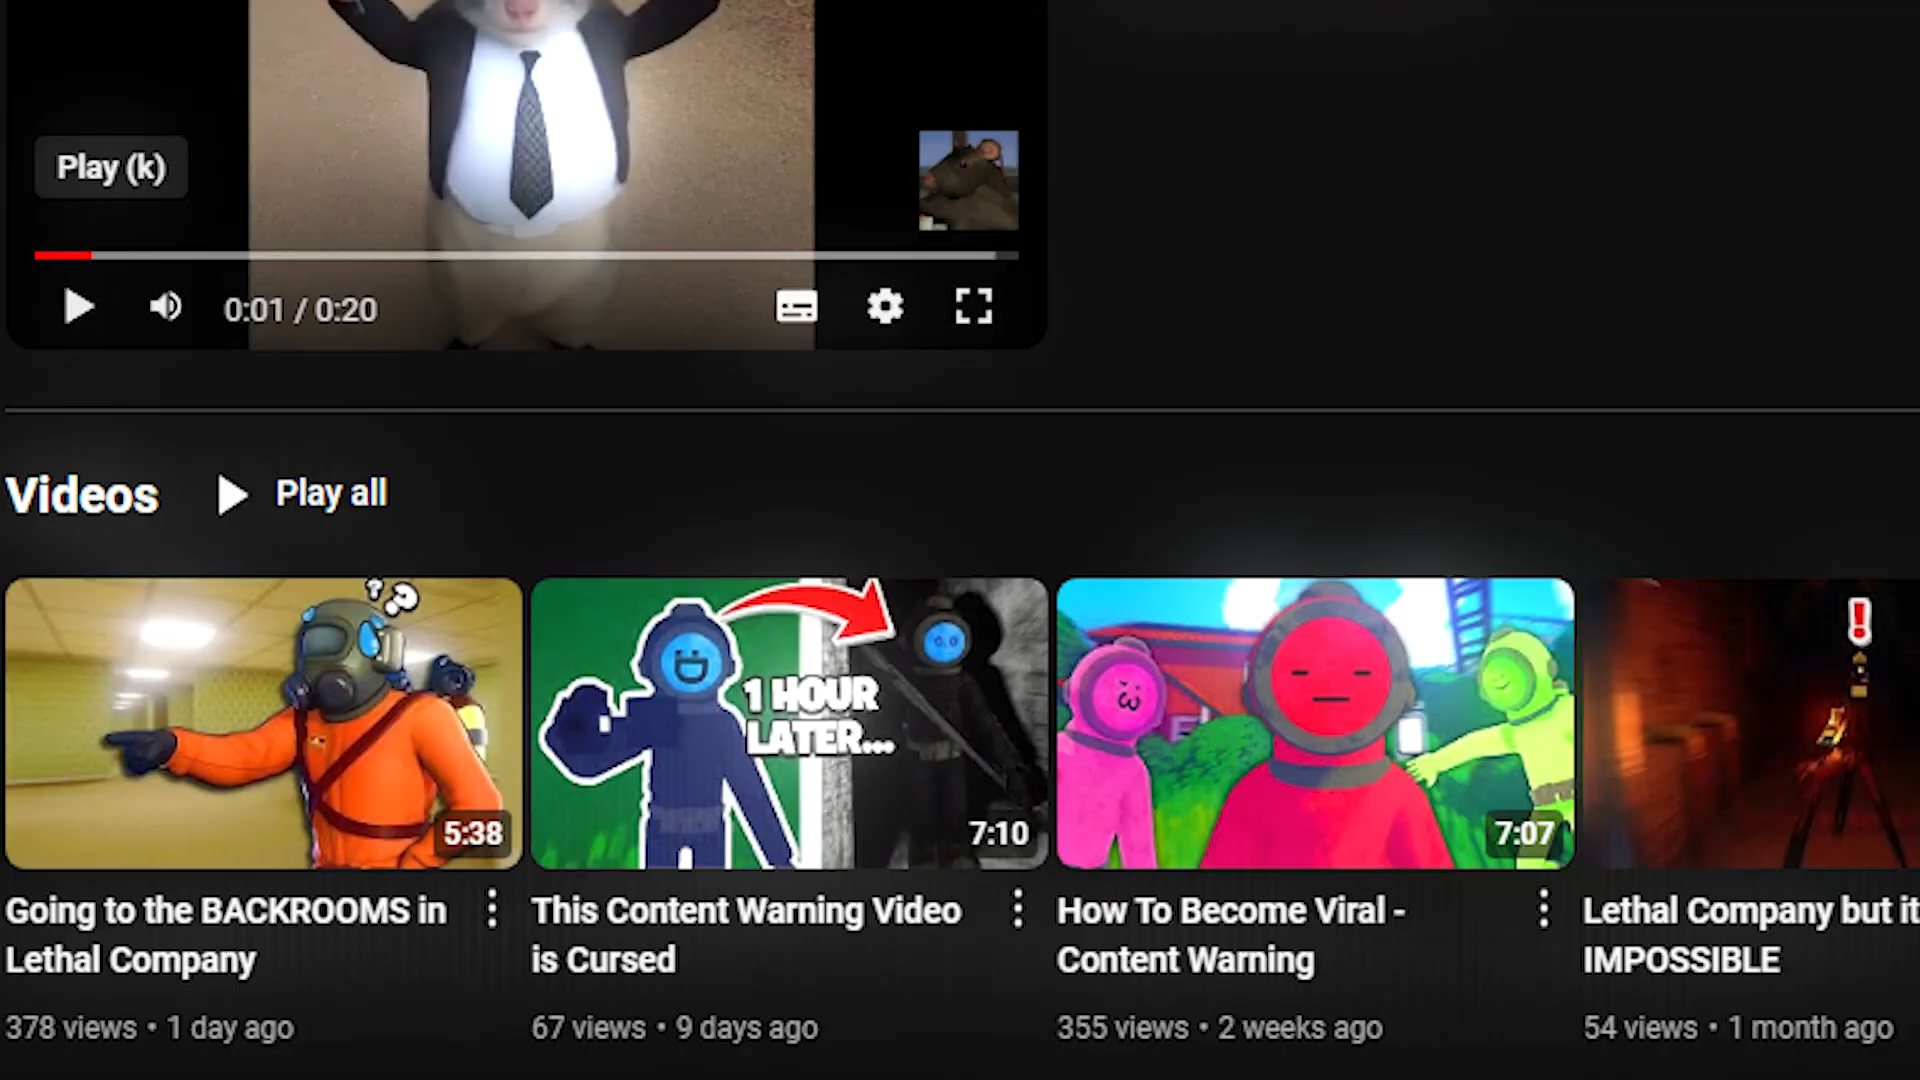 Play (k)
0:01 / 0:20
Videos
Play all
? ?
1 HOUR
LATER...
!
5:38
7:10
7:07
Going to the BACKROOMS in
Lethal Company
378 views • 1 day ago
This Content Warning Video
is Cursed
67 views • 9 days ago
How To Become Viral -
Content Warning
355 views • 2 weeks ago
Lethal Company but it
IMPOSSIBLE
54 views • 1 month ago